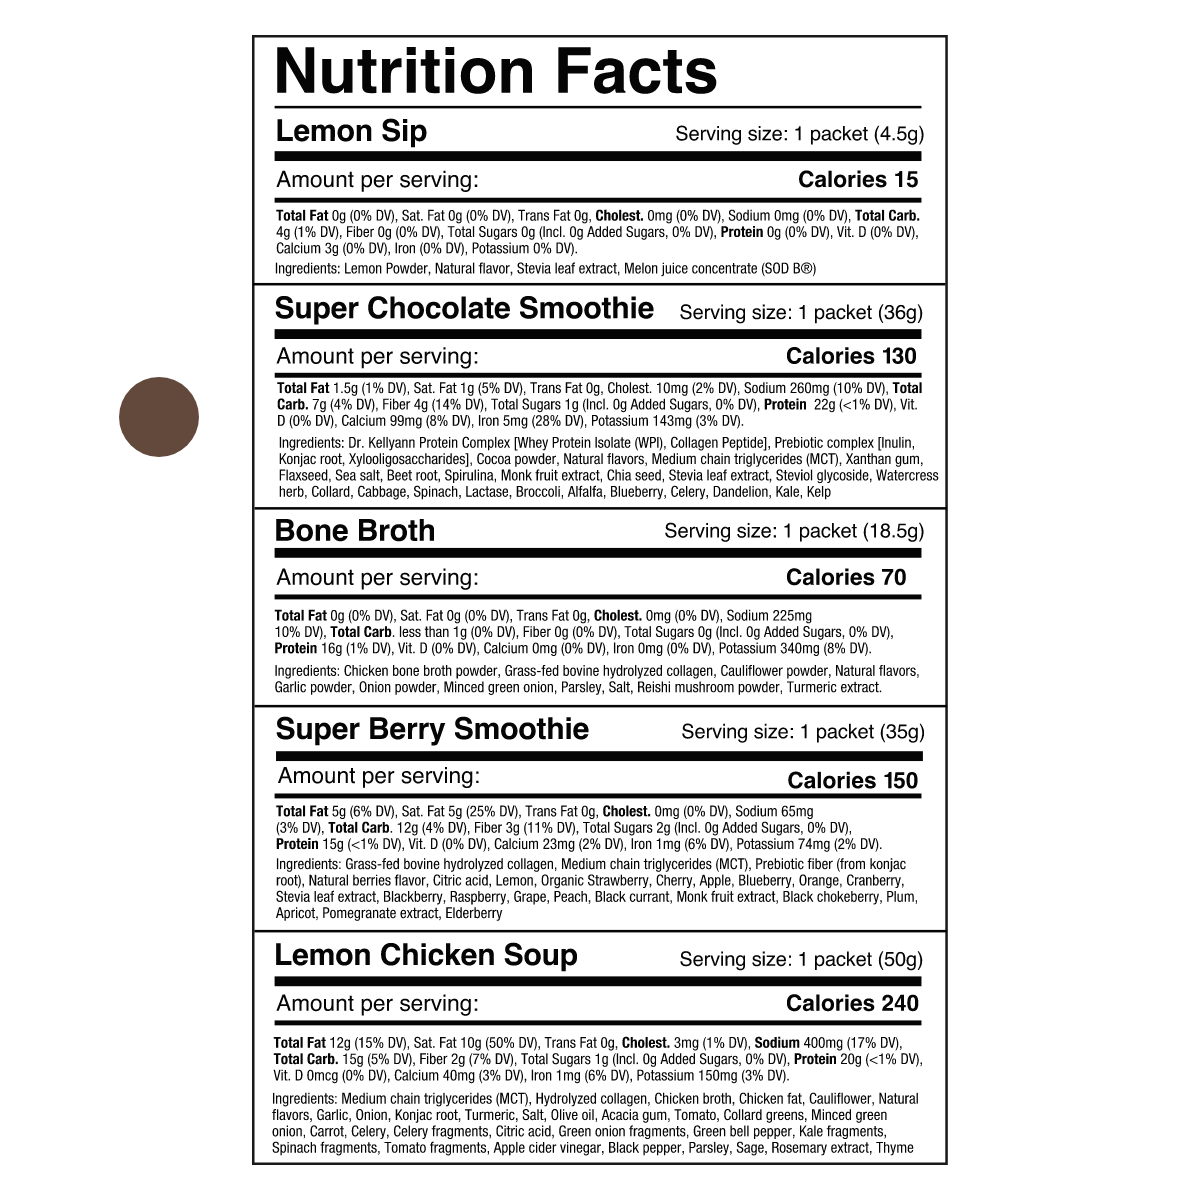 Nutrition Facts
Lemon Sip Serving size: 1 packet (4.5g)
Amount per serving: Calories 15
Total Fat 0g (0% DV), Sat. Fat 0g (0% DV), Trans Fat 0g, Cholest. 0mg (0% DV), Sodium 0mg (0% DV), Total Carb.
4g (1% DV), Fiber 0g (0% DV), Total Sugars 0g (Incl. 0g Added Sugars, 0% DV), Protein 0g (0% DV), Vit. D (0% DV),
Calcium 3g (0% DV), Iron (0% DV), Potassium 0% DV).
Ingredients: Lemon Powder, Natural flavor, Stevia leaf extract, Melon juice concentrate (SOD B®)
Super Chocolate Smoothie Serving size: 1 packet (36g)
Amount per serving: Calories 130
Total Fat 1.5g (1% DV), Sat. Fat 1g (5% DV), Trans Fat 0g, Cholest. 10mg (2% DV), Sodium 260mg (10% DV), Total
Carb. 7g (4% DV), Fiber 4g (14% DV), Total Sugars 1g (Incl. 0g Added Sugars, 0% DV), Protein 22g (<1% DV), Vit.
D (0% DV), Calcium 99mg (8% DV), Iron 5mg (28% DV), Potassium 143mg (3% DV).
Ingredients: Dr. Kellyann Protein Complex [Whey Protein Isolate (WPI), Collagen Peptide], Prebiotic complex [Inulin,
Konjac root, Xylooligosaccharides], Cocoa powder, Natural flavors, Medium chain triglycerides (MCT), Xanthan gum,
Flaxseed, Sea salt, Beet root, Spirulina, Monk fruit extract, Chia seed, Stevia leaf extract, Steviol glycoside, Watercress
herb, Collard, Cabbage, Spinach, Lactase, Broccoli, Alfalfa, Blueberry, Celery, Dandelion, Kale, Kelp
Bone Broth Serving size: 1 packet (18.5g)
Amount per serving: Calories 70
Total Fat 0g (0% DV), Sat. Fat 0g (0% DV), Trans Fat 0g, Cholest. 0mg (0% DV), Sodium 225mg
10% DV), Total Carb. less than 1g (0% DV), Fiber 0g (0% DV), Total Sugars 0g (Incl. 0g Added Sugars, 0% DV),
Protein 16g (1% DV), Vit. D (0% DV), Calcium 0mg (0% DV), Iron 0mg (0% DV), Potassium 340mg (8% DV).
Ingredients: Chicken bone broth powder, Grass-fed bovine hydrolyzed collagen, Cauliflower powder, Natural flavors,
Garlic powder, Onion powder, Minced green onion, Parsley, Salt, Reishi mushroom powder, Turmeric extract.
Super Berry Smoothie Serving size: 1 packet (35g)
Amount per serving: Calories 150
Total Fat 5g (6% DV), Sat. Fat 5g (25% DV), Trans Fat 0g, Cholest. 0mg (0% DV), Sodium 65mg
(3% DV), Total Carb. 12g (4% DV), Fiber 3g (11% DV), Total Sugars 2g (Incl. 0g Added Sugars, 0% DV),
Protein 15g (<1% DV), Vit. D (0% DV), Calcium 23mg (2% DV), Iron 1mg (6% DV), Potassium 74mg (2% DV).
Ingredients: Grass-fed bovine hydrolyzed collagen, Medium chain triglycerides (MCT), Prebiotic fiber (from konjac
root), Natural berries flavor, Citric acid, Lemon, Organic Strawberry, Cherry, Apple, Blueberry, Orange, Cranberry,
Stevia leaf extract, Blackberry, Raspberry, Grape, Peach, Black currant, Monk fruit extract, Black chokeberry, Plum,
Apricot, Pomegranate extract, Elderberry
Lemon Chicken Soup Serving size: 1 packet (50g)
Amount per serving: Calories 240
Total Fat 12g (15% DV), Sat. Fat 10g (50% DV), Trans Fat 0g, Cholest. 3mg (1% DV), Sodium 400mg (17% DV),
Total Carb. 15g (5% DV), Fiber 2g (7% DV), Total Sugars 1g (Incl. 0g Added Sugars, 0% DV), Protein 20g (<1% DV),
Vit. D 0mcg (0% DV), Calcium 40mg (3% DV), Iron 1mg (6% DV), Potassium 150mg (3% DV).
Ingredients: Medium chain triglycerides (MCT), Hydrolyzed collagen, Chicken broth, Chicken fat, Cauliflower, Natural
flavors, Garlic, Onion, Konjac root, Turmeric, Salt, Olive oil, Acacia gum, Tomato, Collard greens, Minced green
onion, Carrot, Celery, Celery fragments, Citric acid, Green onion fragments, Green bell pepper, Kale fragments,
Spinach fragments, Tomato fragments, Apple cider vinegar, Black pepper, Parsley, Sage, Rosemary extract, Thyme